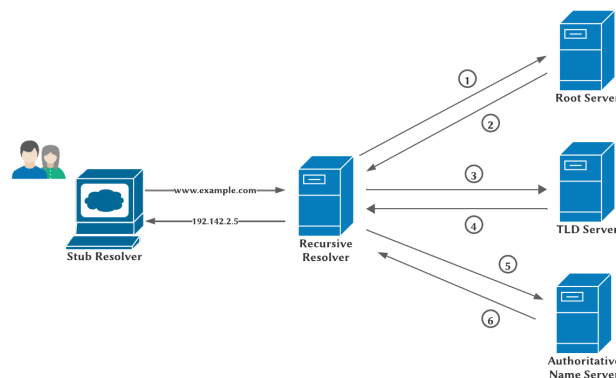 1
Root Server
2
www.example.com
3
192.142.2.5
4
Stub Resolver
Recursive
Resolver
TLD Server
5
6
Authoritative
Name Server